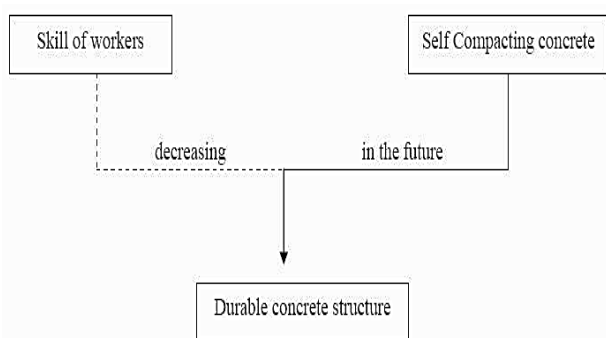 Skill of workers
Self Compacting concrete
decreasing
in the future
Durable concrete structure